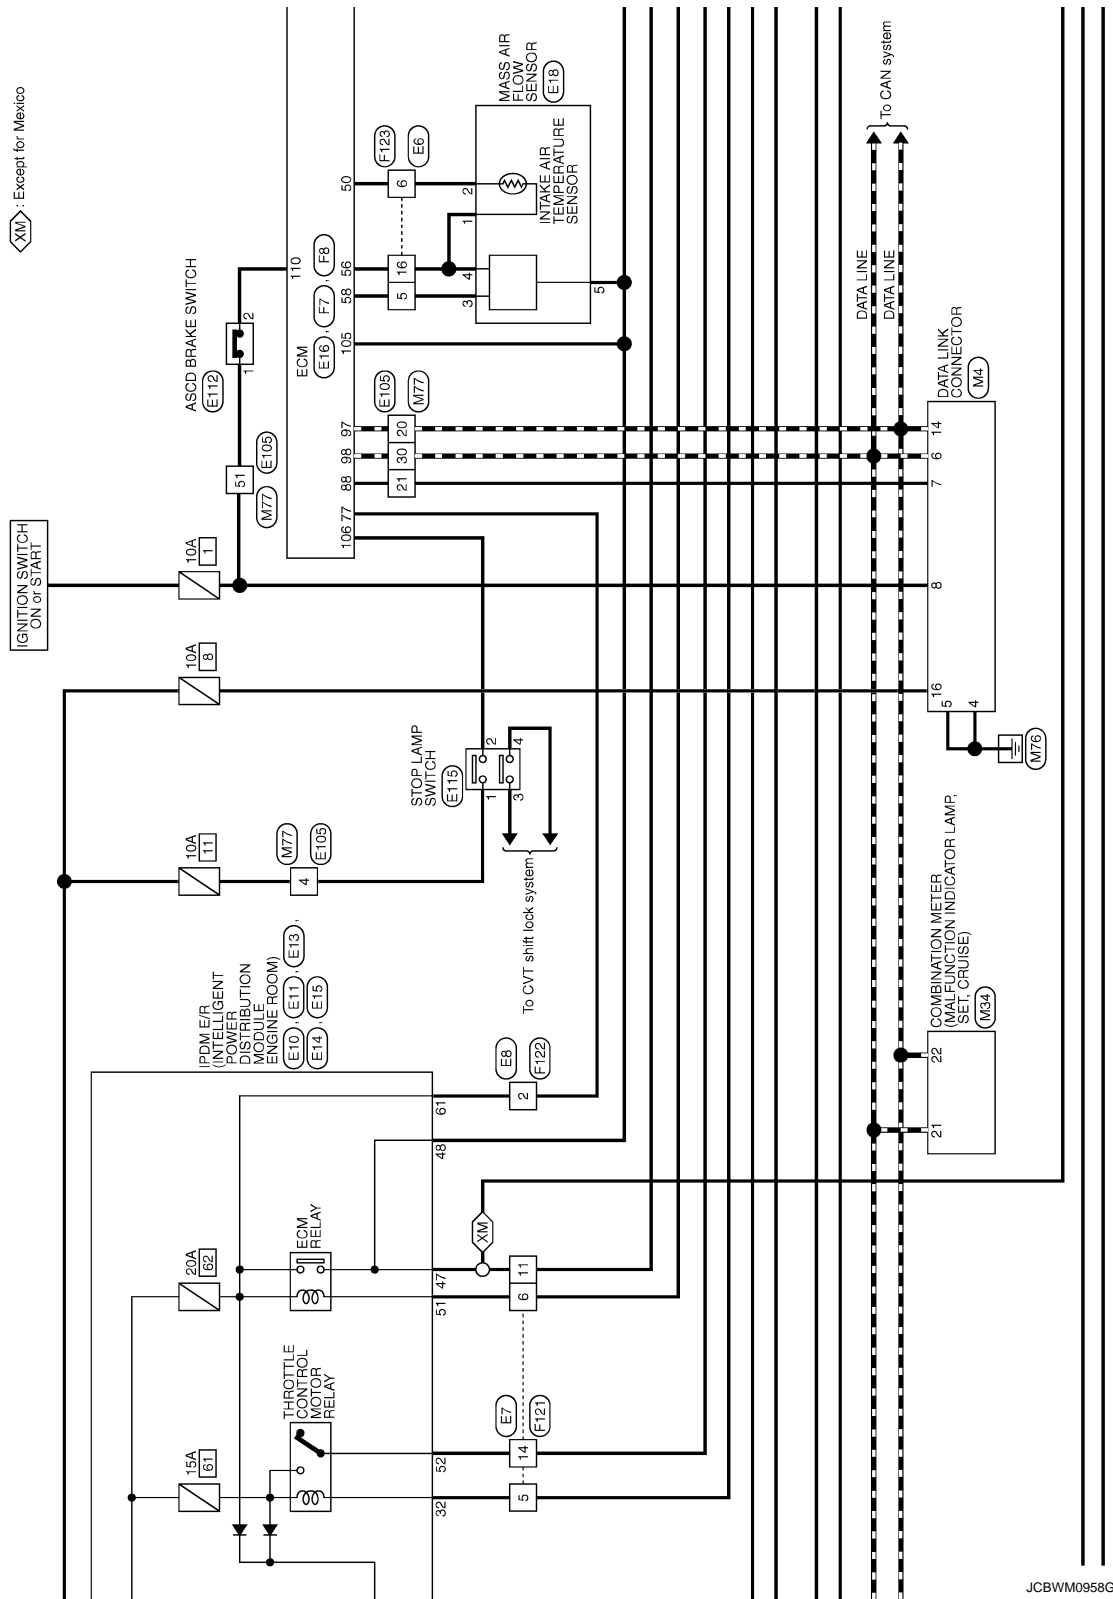 XM : Except for Mexico
IGNITION SWITCH
ON or START
10A
1
10A
8
10A
11
M77
E105
4
M77
E105
51
ASCD BRAKE SWITCH
E112
1
2
110
ECM
E16 , F7 , F8
106
77
88
98
97
105
58
56
50
E105
M77
21
30
20
F123
E6
5
16
6
MASS AIR
FLOW
SENSOR
E18
INTAKE AIR
TEMPERATURE
SENSOR
3
4
1
2
5
STOP LAMP
SWITCH
E115
1
2
3
4
To CVT shift lock system
IPDM E/R
(INTELLIGENT
POWER
DISTRIBUTION
MODULE
ENGINE ROOM)
E10 , E11 , E13 ,
E14 , E15
15A
61
20A
62
THROTTLE
CONTROL
MOTOR
RELAY
ECM
RELAY
32
52
51
47
48
61
XM
E7
F121
5
14
6
11
E8
F122
2
DATA LINE
DATA LINE
To CAN system
COMBINATION METER
(MALFUNCTION INDICATOR LAMP,
SET, CRUISE)
M34
21
22
DATA LINK
CONNECTOR
M4
16
8
7
6
14
5
4
M76
JCBWM0958G